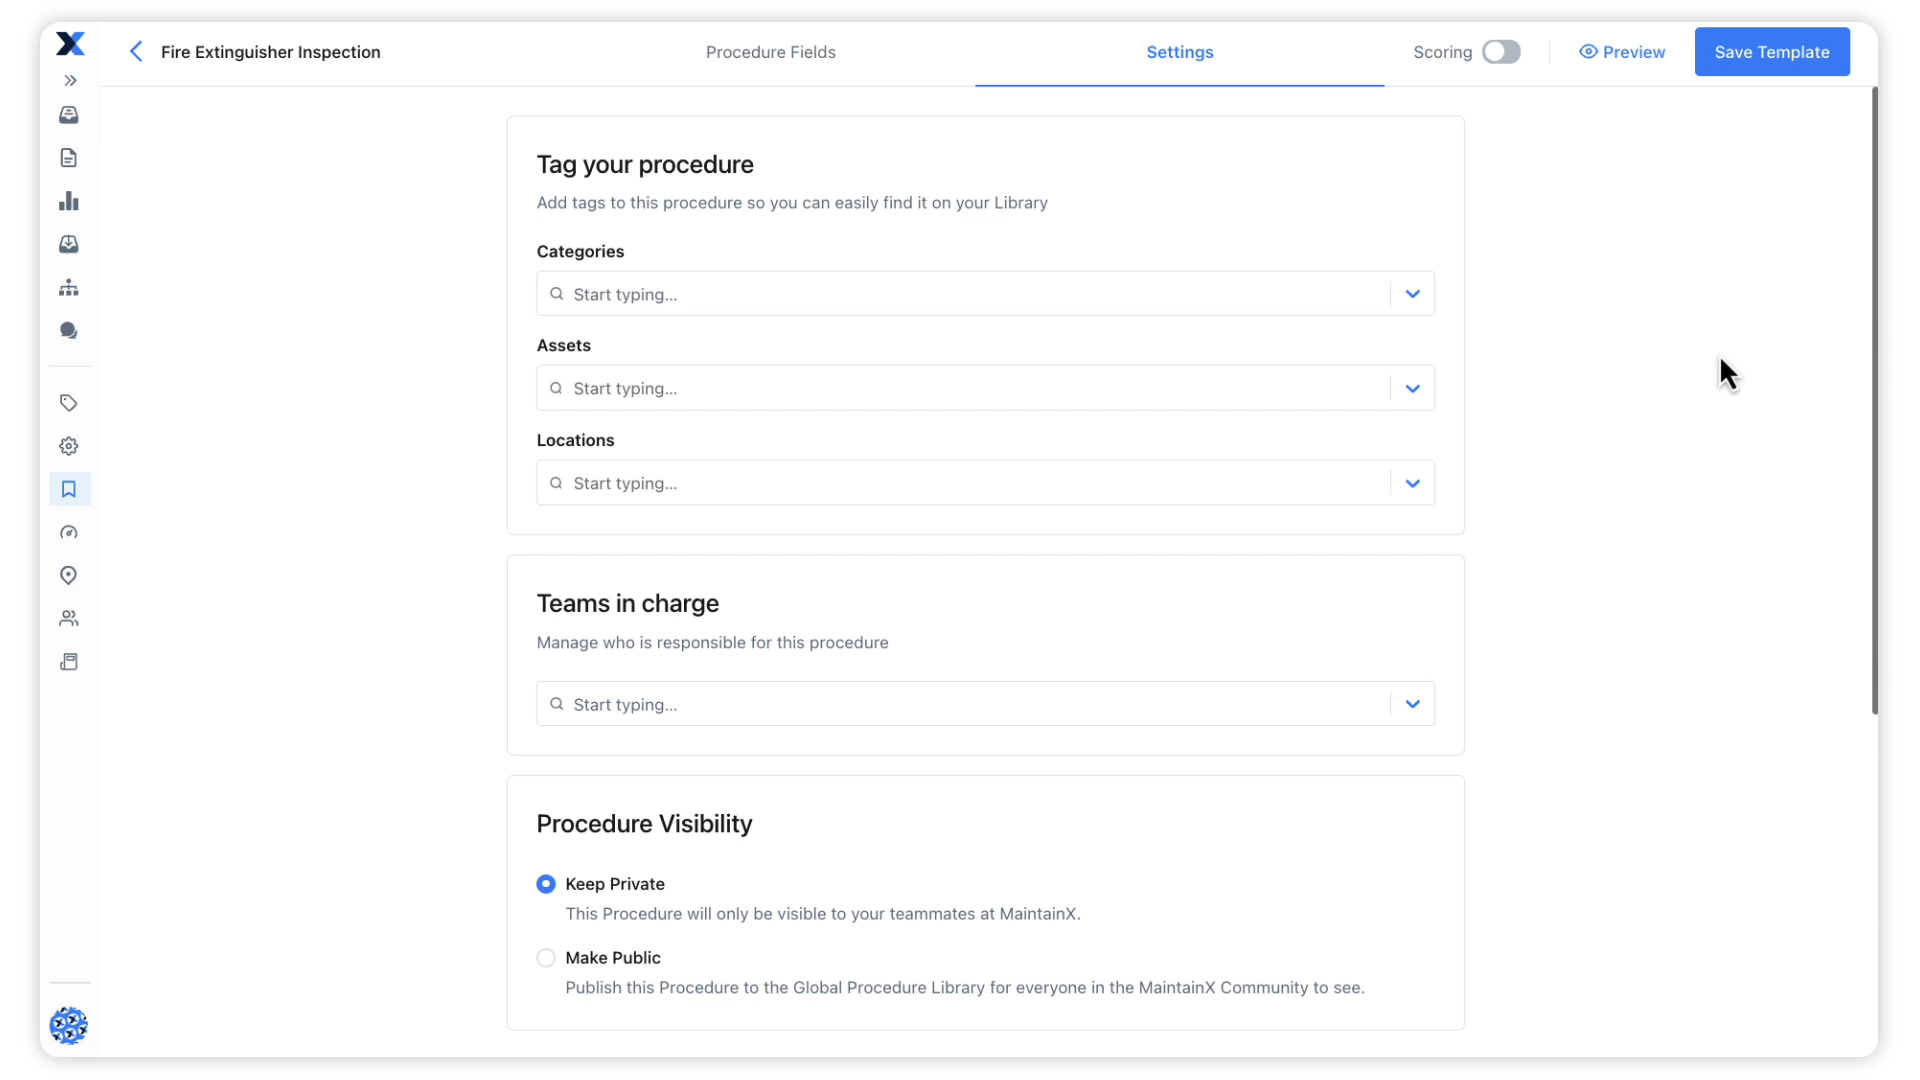 Fire Extinguisher Inspection
Procedure Fields
Settings
Scoring
Preview
Save Template
Tag your procedure
Add tags to this procedure so you can easily find it on your Library
Categories
Start typing...
Assets
Start typing...
Locations
Start typing...
Teams in charge
Manage who is responsible for this procedure
Start typing...
Procedure Visibility
Keep Private
This Procedure will only be visible to your teammates at MaintainX.
Make Public
Publish this Procedure to the Global Procedure Library for everyone in the MaintainX Community to see.